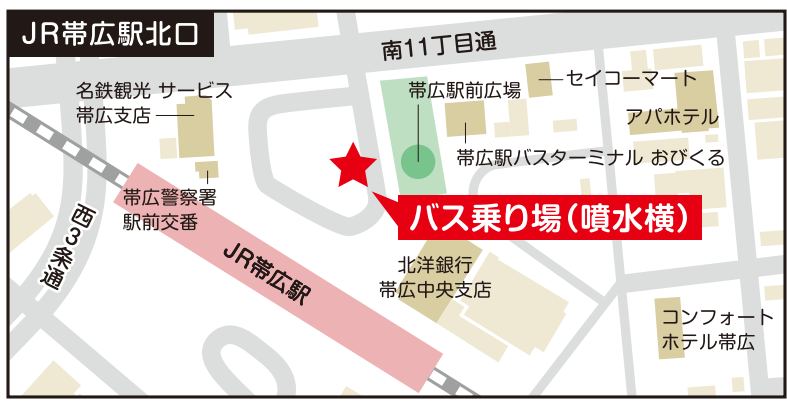 JR帯広駅北口
南11丁目通
名鉄観光 サービス
帯広支店
帯広駅前広場
セイコーマート
アパホテル
帯広駅バスターミナル おびくる
帯広警察署
駅前交番
バス乗り場(噴水横)
西3条通
JR帯広駅
北洋銀行
帯広中央支店
コンフォート
ホテル帯広